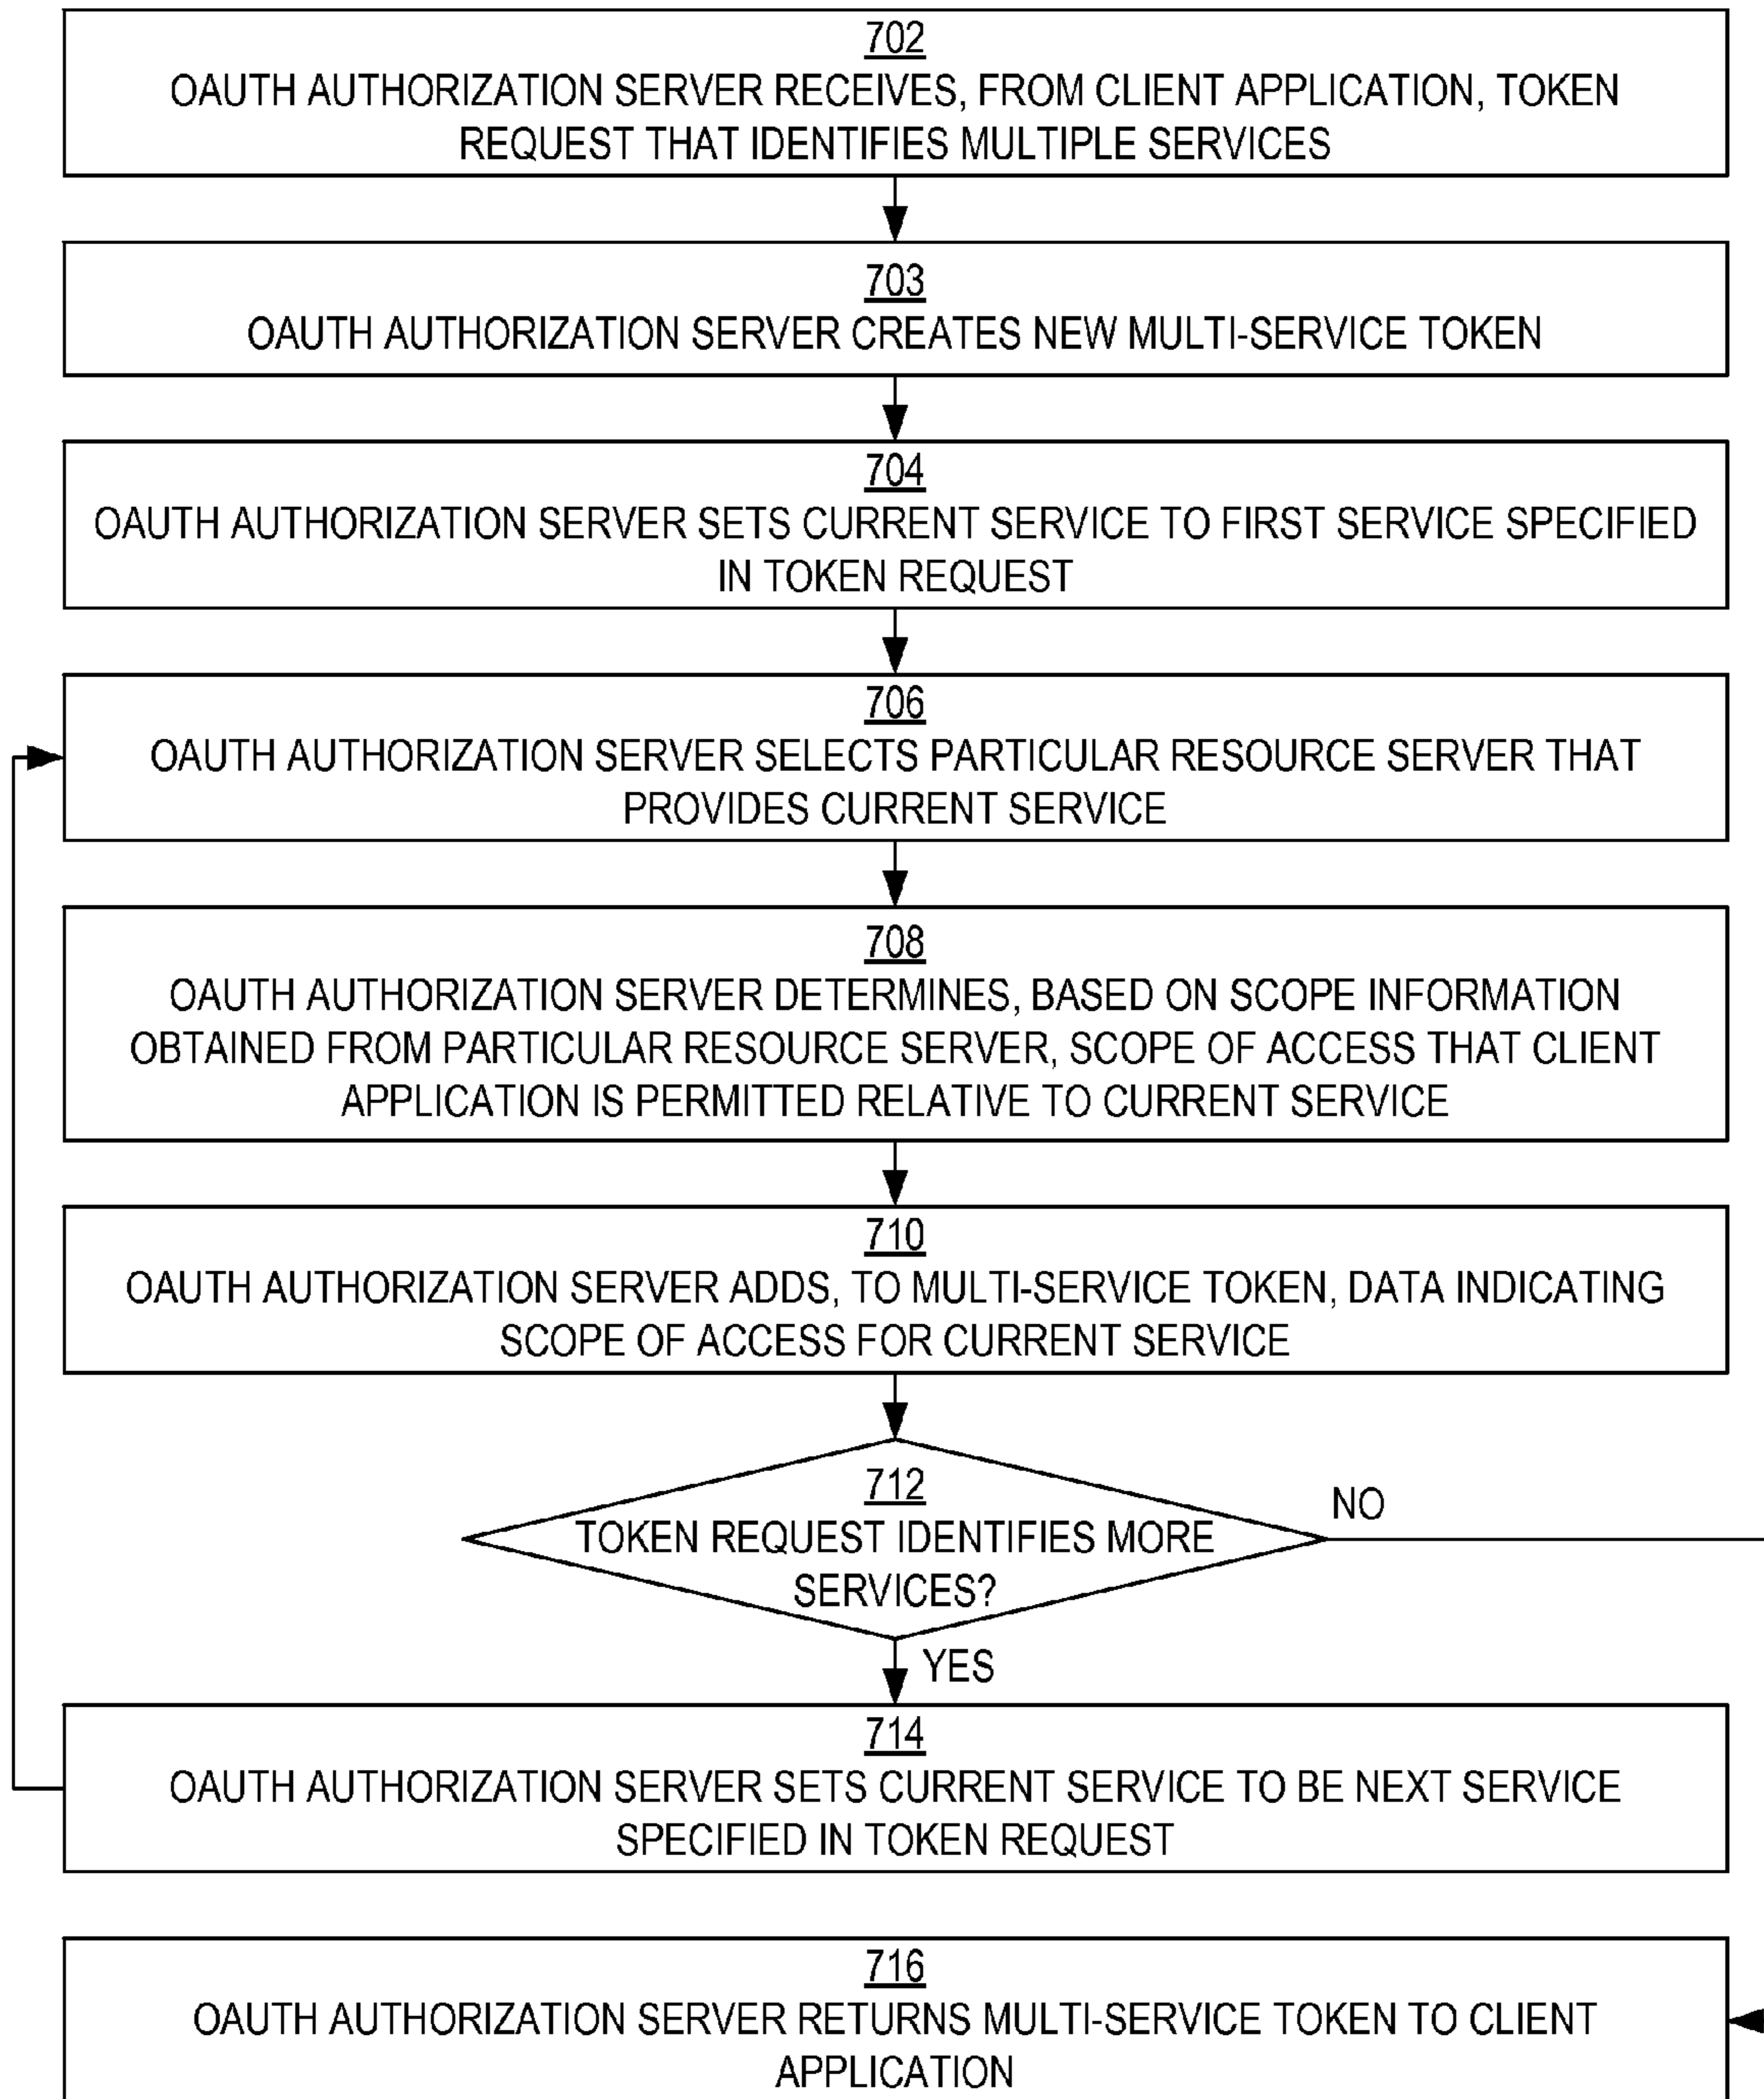 702
OAUTH AUTHORIZATION SERVER RECEIVES, FROM CLIENT APPLICATION, TOKEN
REQUEST THAT IDENTIFIES MULTIPLE SERVICES
703
OAUTH AUTHORIZATION SERVER CREATES NEW MULTI-SERVICE TOKEN
704
OAUTH AUTHORIZATION SERVER SETS CURRENT SERVICE TO FIRST SERVICE SPECIFIED
IN TOKEN REQUEST
706
OAUTH AUTHORIZATION SERVER SELECTS PARTICULAR RESOURCE SERVER THAT
PROVIDES CURRENT SERVICE
708
OAUTH AUTHORIZATION SERVER DETERMINES, BASED ON SCOPE INFORMATION
OBTAINED FROM PARTICULAR RESOURCE SERVER, SCOPE OF ACCESS THAT CLIENT
APPLICATION IS PERMITTED RELATIVE TO CURRENT SERVICE
710
OAUTH AUTHORIZATION SERVER ADDS, TO MULTI-SERVICE TOKEN, DATA INDICATING
SCOPE OF ACCESS FOR CURRENT SERVICE
712
TOKEN REQUEST IDENTIFIES MORE
SERVICES?
NO
YES
714
OAUTH AUTHORIZATION SERVER SETS CURRENT SERVICE TO BE NEXT SERVICE
SPECIFIED IN TOKEN REQUEST
716
OAUTH AUTHORIZATION SERVER RETURNS MULTI-SERVICE TOKEN TO CLIENT
APPLICATION